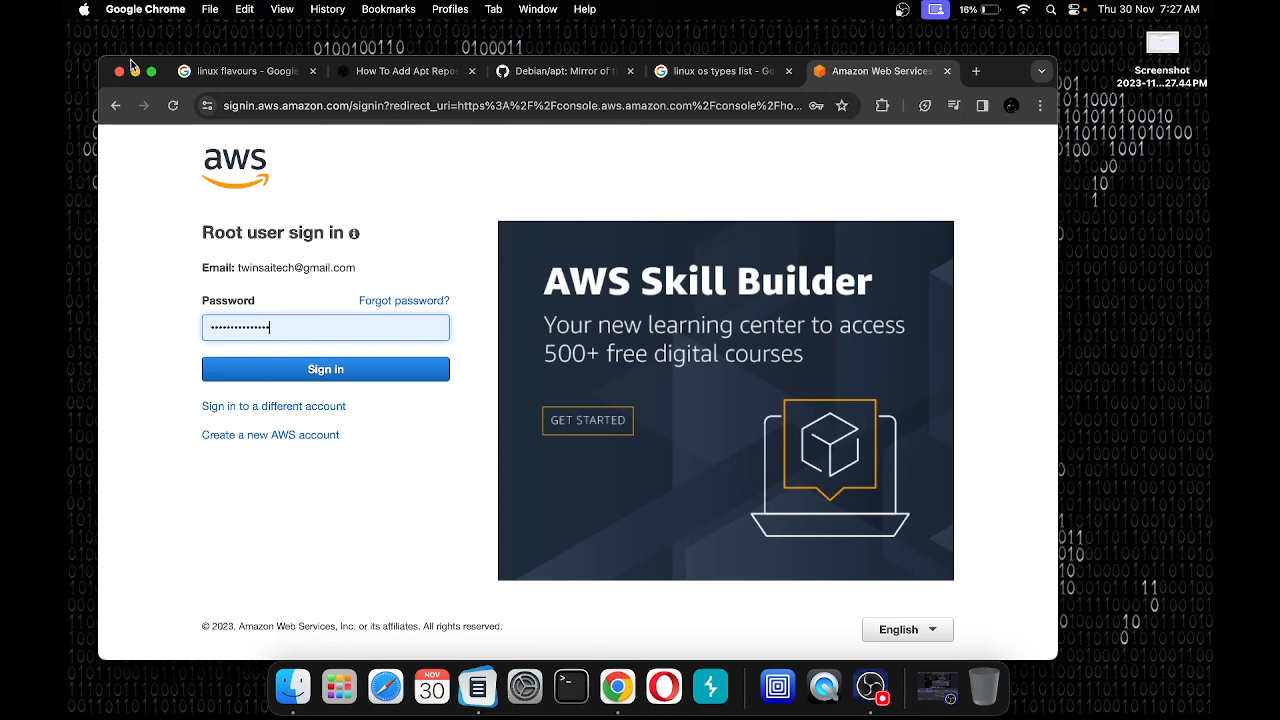 Google Chrome File Edit View History Bookmarks Profiles Tab Window Help 16% Thu 30 Nov 7:27 AM
Screenshot
2023-11...27.44 PM
linux flavours - Google
How To Add Apt Repo
Debian/apt: Mirror of t
linux os types list - Go
Amazon Web Services
signin.aws.amazon.com/signin?redirect_uri=https%3A%2F%2Fconsole.aws.amazon.com%2Fconsole%2Fho...
aws
Root user sign in
Email: twinsaitech@gmail.com
Password Forgot password?
Sign in
Sign in to a different account
Create a new AWS account
AWS Skill Builder
Your new learning center to access
500+ free digital courses
GET STARTED
© 2023, Amazon Web Services, Inc. or its affiliates. All rights reserved.
English
NOV
30